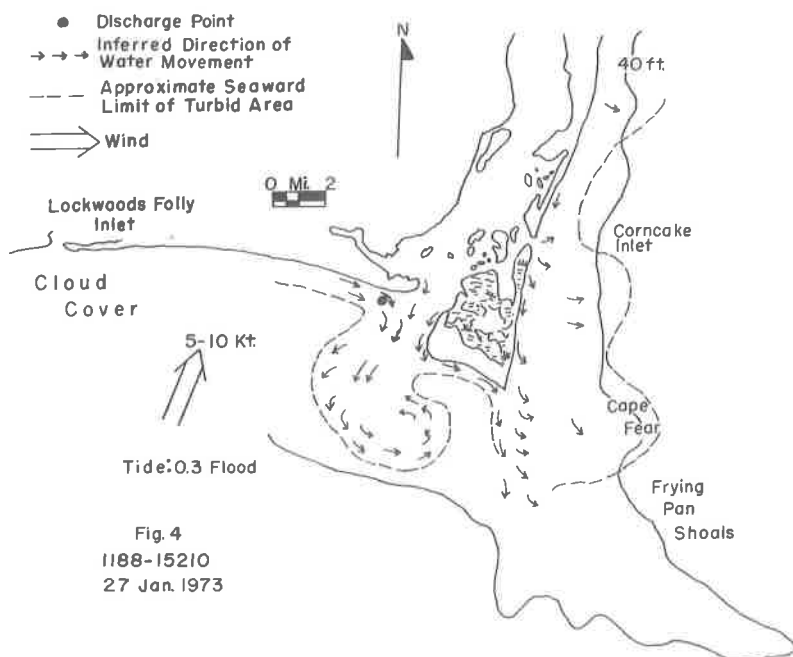 Discharge Point
Inferred Direction of
Water Movement
Approximate Seaward
Limit of Turbid Area
Wind
N
40 ft.
0 Mi. 2
Lockwoods Folly
Inlet
Corncake
Inlet
Cloud
Cover
5-10 Kt.
Cape
Fear
Tide: 0.3 Flood
Frying
Pan
Shoals
Fig. 4
1188-15210
27 Jan. 1973